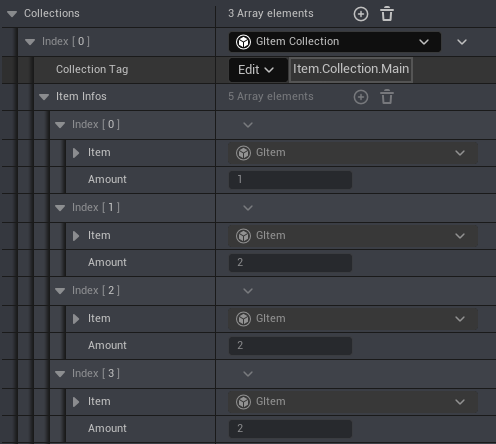 Collections 3 Array elements
Index [ 0 ] GItem Collection
Collection Tag Edit Item.Collection.Main
Item Infos 5 Array elements
Index [ 0 ]
Item GItem
Amount 1
Index [ 1 ]
Item GItem
Amount 2
Index [ 2 ]
Item GItem
Amount 2
Index [ 3 ]
Item GItem
Amount 2